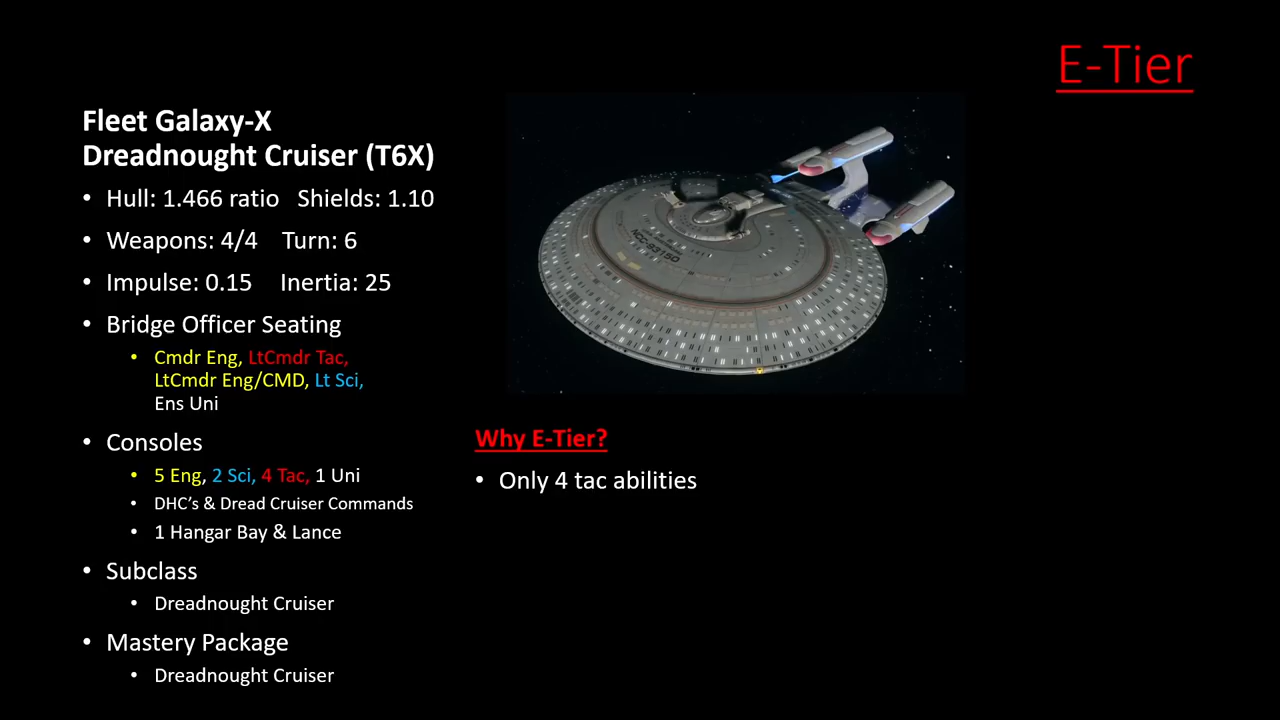 E-Tier
Fleet Galaxy-X
Dreadnought Cruiser (T6X)
• Hull: 1.466 ratio Shields: 1.10
• Weapons: 4/4 Turn: 6
• Impulse: 0.15 Inertia: 25
• Bridge Officer Seating
• Cmdr Eng, LtCmdr Tac,
LtCmdr Eng/CMD, Lt Sci,
Ens Uni
• Consoles
• 5 Eng, 2 Sci, 4 Tac, 1 Uni
• DHC's & Dread Cruiser Commands
• 1 Hangar Bay & Lance
• Subclass
• Dreadnought Cruiser
• Mastery Package
• Dreadnought Cruiser
Why E-Tier?
• Only 4 tac abilities